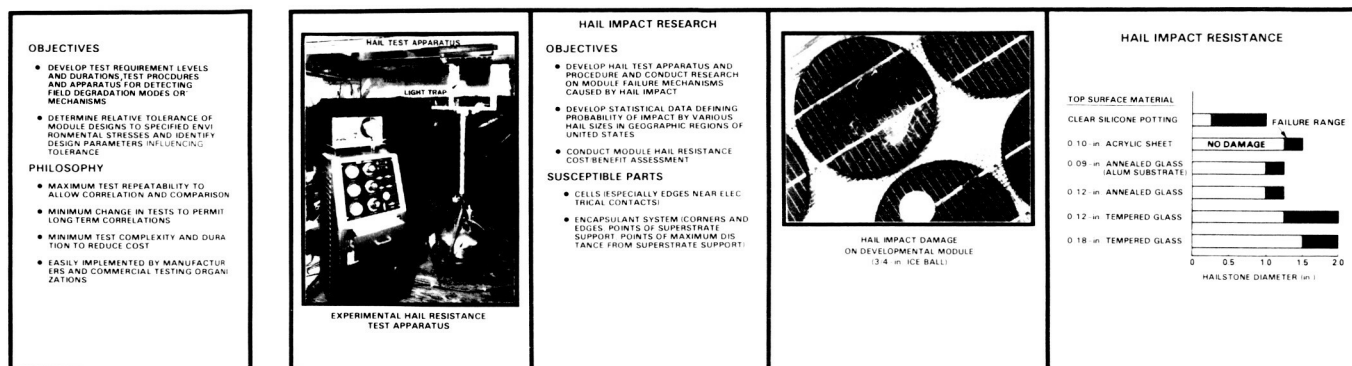 OBJECTIVES
● DEVELOP TEST REQUIREMENT LEVELS
AND DURATIONS, TEST PROCDURES
AND APPARATUS FOR DETECTING
FIELD DEGRADATION MODES OR
MECHANISMS
● DETERMINE RELATIVE TOLERANCE OF
MODULE DESIGNS TO SPECIFIED ENVI
RONMENTAL STRESSES AND IDENTIFY
DESIGN PARAMETERS INFLUENCING
TOLERANCE
PHILOSOPHY
● MAXIMUM TEST REPEATABILITY TO
ALLOW CORRELATION AND COMPARISON
● MINIMUM CHANGE IN TESTS TO PERMIT
LONG TERM CORRELATIONS
● MINIMUM TEST COMPLEXITY AND DURA
TION TO REDUCE COST
● EASILY IMPLEMENTED BY MANUFACTUR
ERS AND COMMERCIAL TESTING ORGANI
ZATIONS
HAIL TEST APPARATUS
LIGHT TRAP
EXPERIMENTAL HAIL RESISTANCE
TEST APPARATUS
HAIL IMPACT RESEARCH
OBJECTIVES
● DEVELOP HAIL TEST APPARATUS AND
PROCEDURE AND CONDUCT RESEARCH
ON MODULE FAILURE MECHANISMS
CAUSED BY HAIL IMPACT
● DEVELOP STATISTICAL DATA DEFINING
PROBABILITY OF IMPACT BY VARIOUS
HAIL SIZES IN GEOGRAPHIC REGIONS OF
UNITED STATES
● CONDUCT MODULE HAIL RESISTANCE
COST BENEFIT ASSESSMENT
SUSCEPTIBLE PARTS
● CELLS (ESPECIALLY EDGES NEAR ELEC
TRICAL CONTACTS)
● ENCAPSULANT SYSTEM (CORNERS AND
EDGES, POINTS OF SUPERSTRATE
SUPPORT, POINTS OF MAXIMUM DIS
TANCE FROM SUPERSTRATE SUPPORT)
HAIL IMPACT DAMAGE
ON DEVELOPMENTAL MODULE
(3/4 in ICE BALL)
HAIL IMPACT RESISTANCE
TOP SURFACE MATERIAL
CLEAR SILICONE POTTING
FAILURE RANGE
0 10- in. ACRYLIC SHEET
NO DAMAGE
0 09- in. ANNEALED GLASS
(ALUM SUBSTRATE)
0 12- in. ANNEALED GLASS
0 12- in. TEMPERED GLASS
0 18- in. TEMPERED GLASS
0 0.5 1.0 1.5 2.0
HAILSTONE DIAMETER (in.)